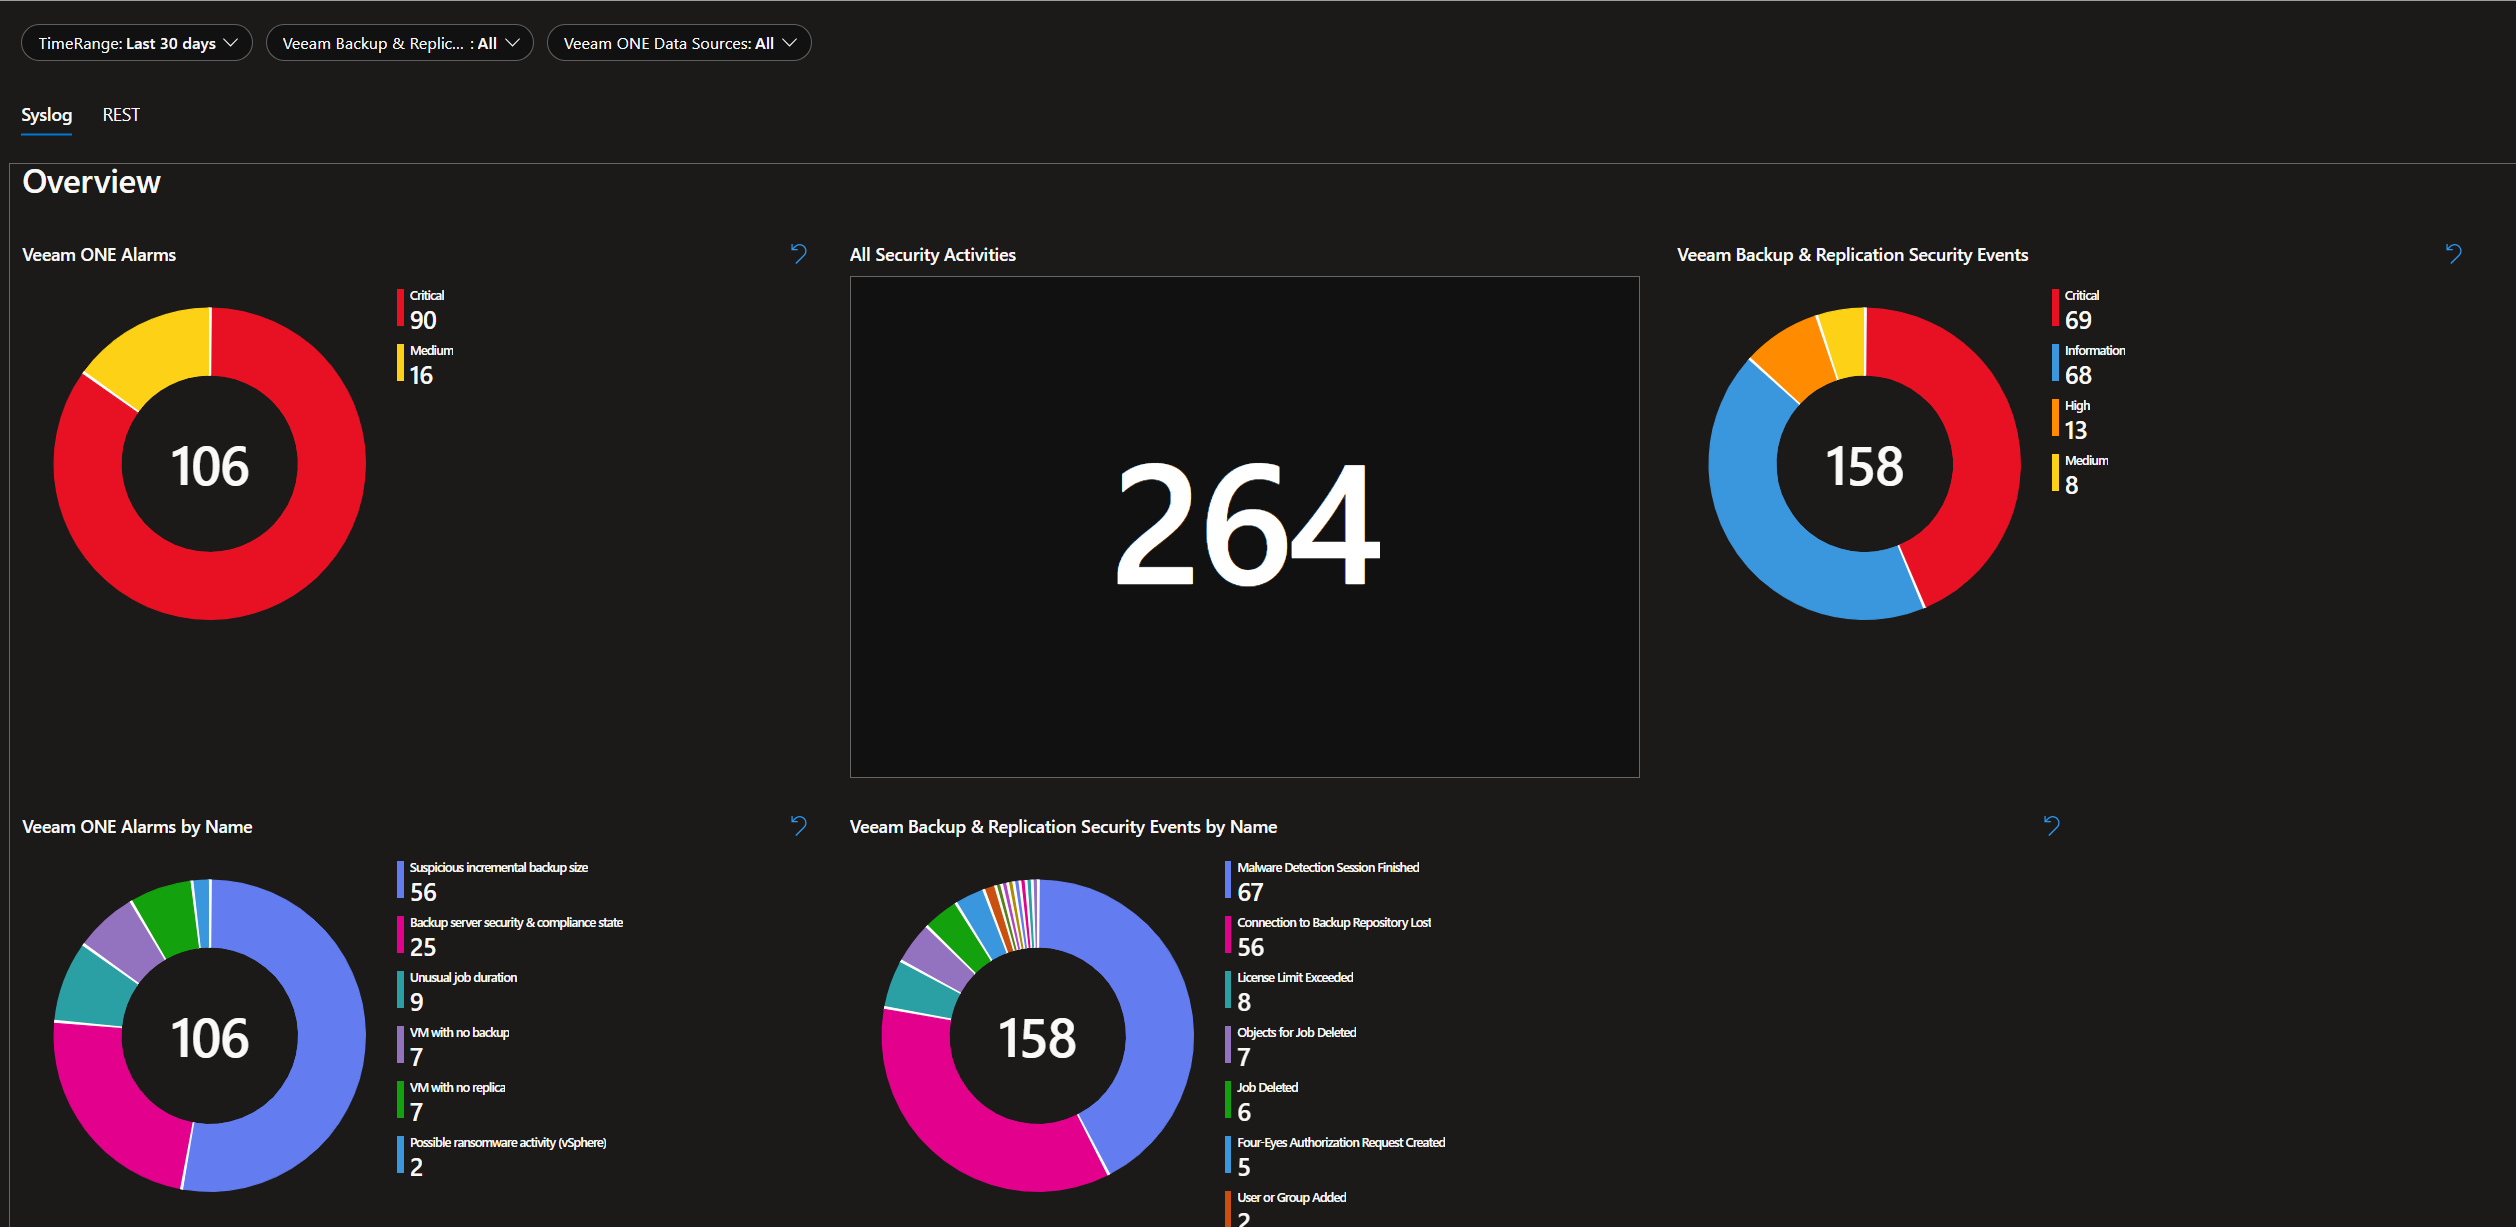 TimeRange: Last 30 days
Veeam Backup & Replic... : All
Veeam ONE Data Sources: All
Syslog
REST
Overview
Veeam ONE Alarms
106
Critical
90
Medium
16
All Security Activities
264
Veeam Backup & Replication Security Events
158
Critical
69
Information
68
High
13
Medium
8
Veeam ONE Alarms by Name
106
Suspicious incremental backup size
56
Backup server security & compliance state
25
Unusual job duration
9
VM with no backup
7
VM with no replica
7
Possible ransomware activity (vSphere)
2
Veeam Backup & Replication Security Events by Name
158
Malware Detection Session Finished
67
Connection to Backup Repository Lost
56
License Limit Exceeded
8
Objects for Job Deleted
7
Job Deleted
6
Four-Eyes Authorization Request Created
5
User or Group Added
2